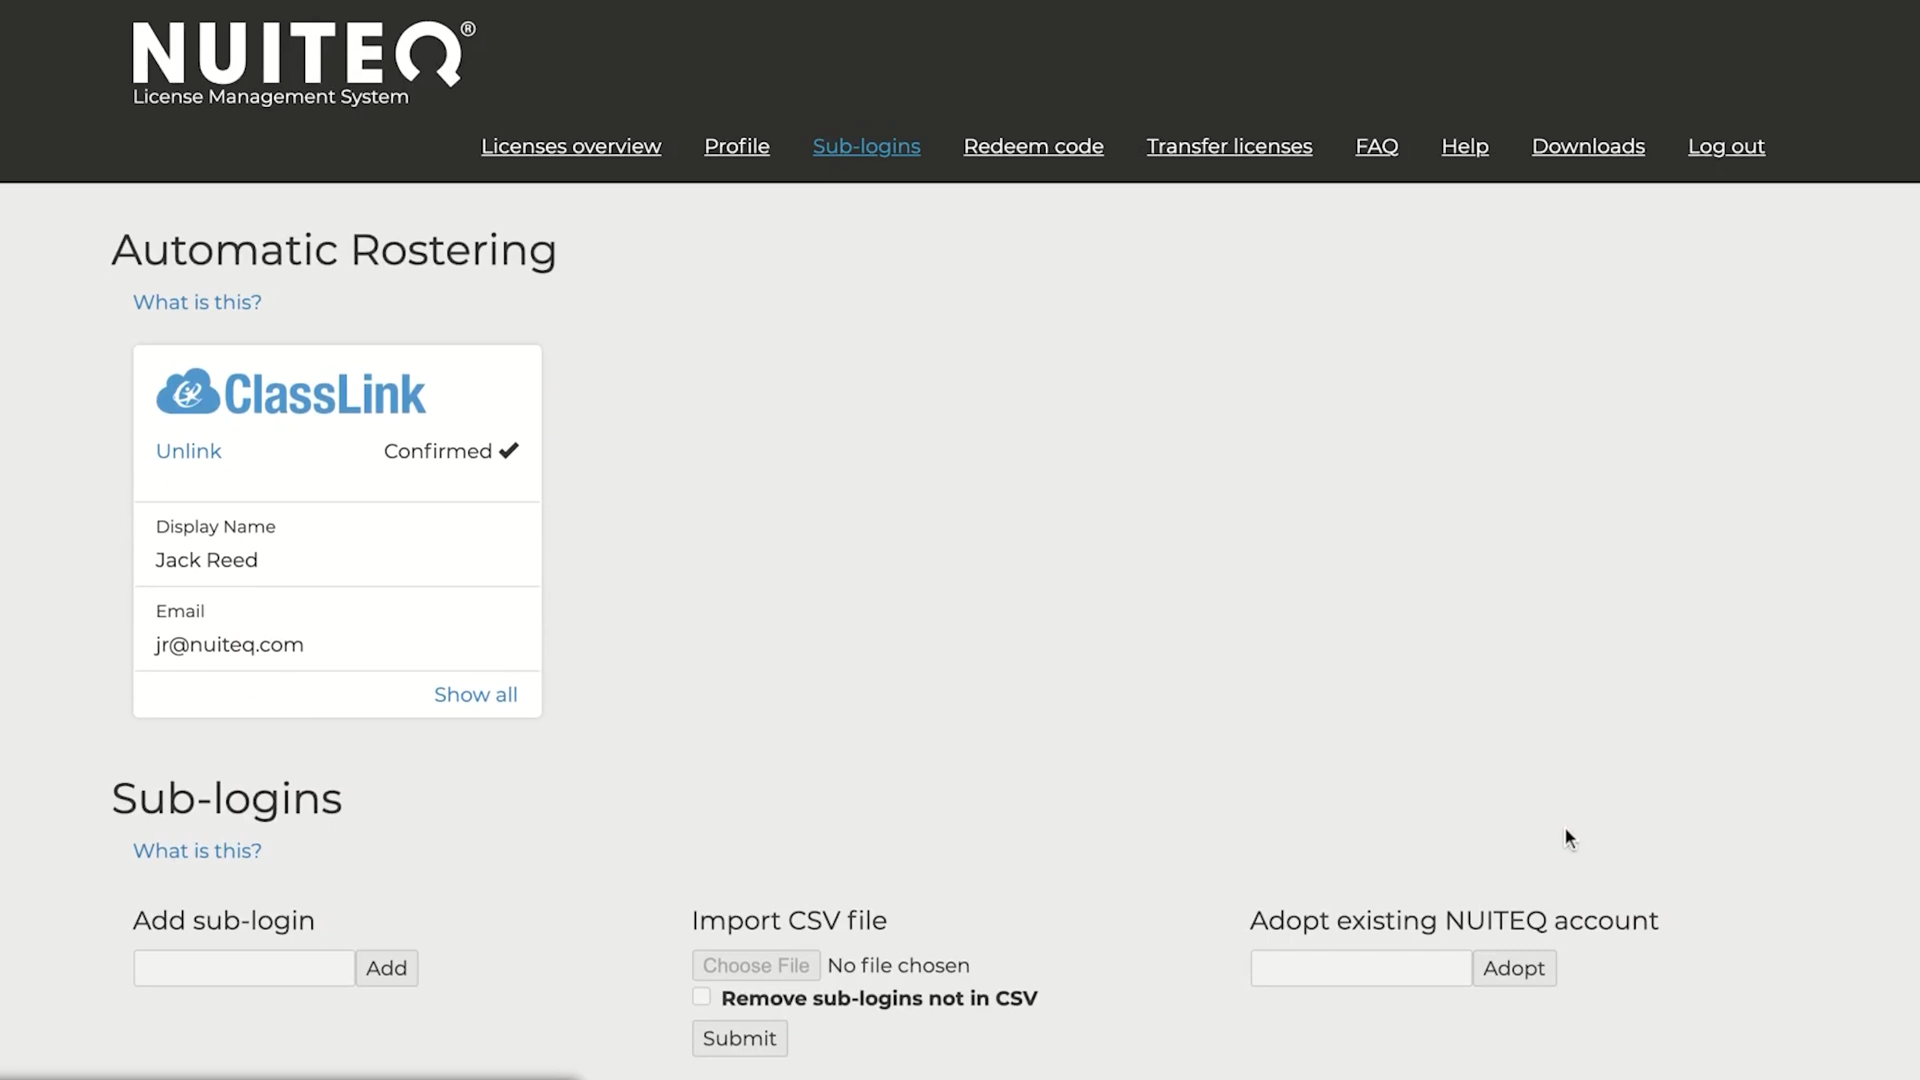 NUITEQ®
License Management System
Licenses overview Profile Sub-logins Redeem code Transfer licenses FAQ Help Downloads Log out
Automatic Rostering
What is this?
ClassLink
Unlink Confirmed ✔
Display Name
Jack Reed
Email
jr@nuiteq.com
Show all
Sub-logins
What is this?
Add sub-login Import CSV file Adopt existing NUITEQ account
Add Choose File No file chosen Adopt
Remove sub-logins not in CSV
Submit